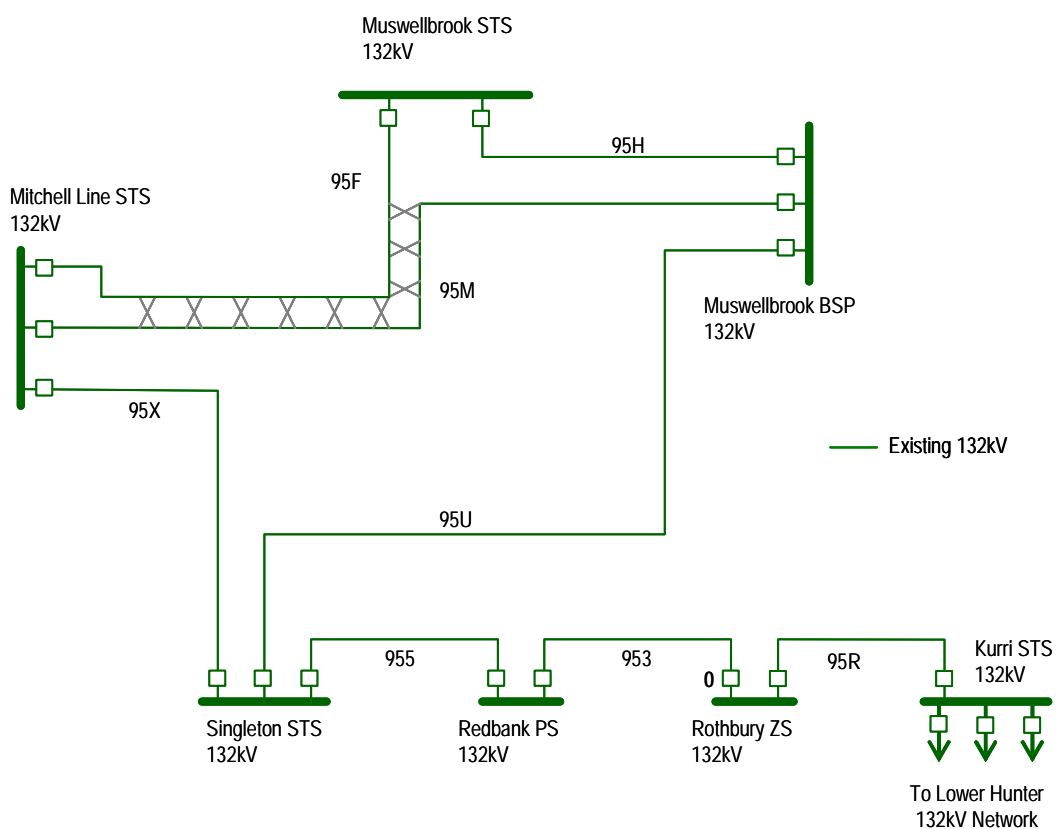 Muswellbrook STS
132kV
95H
95F
Mitchell Line STS
132kV
95M
Muswellbrook BSP
132kV
95X
Existing 132kV
95U
955
953
95R
Kurri STS
132kV
0
Singleton STS
132kV
Redbank PS
132kV
Rothbury ZS
132kV
To Lower Hunter
132kV Network